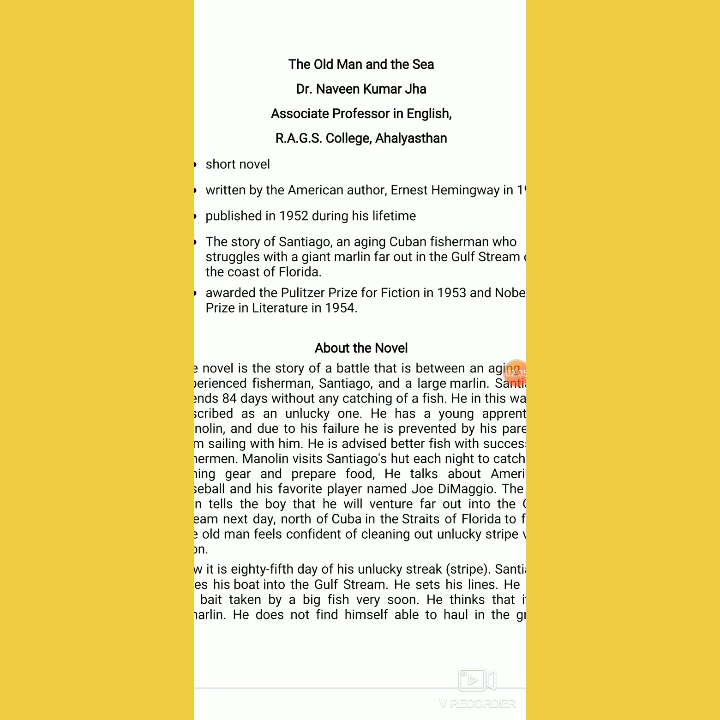 The Old Man and the Sea
Dr. Naveen Kumar Jha
Associate Professor in English,
R.A.G.S. College, Ahalyasthan
• short novel
• written by the American author, Ernest Hemingway in
• published in 1952 during his lifetime
• The story of Santiago, an aging Cuban fisherman who
struggles with a giant marlin far out in the Gulf Stream
the coast of Florida.
• awarded the Pulitzer Prize for Fiction in 1953 and Nobe
Prize in Literature in 1954.
About the Novel
e novel is the story of a battle that is between an aging
perienced fisherman, Santiago, and a large marlin. Santi
ends 84 days without any catching of a fish. He in this wa
scribed as an unlucky one. He has a young apprent
nolin, and due to his failure he is prevented by his pare
m sailing with him. He is advised better fish with succes
hermen. Manolin visits Santiago's hut each night to catch
hing gear and prepare food, He talks about Ameri
seball and his favorite player named Joe DiMaggio. The
n tells the boy that he will venture far out into the
eam next day, north of Cuba in the Straits of Florida to f
e old man feels confident of cleaning out unlucky stripe
on.
w it is eighty-fifth day of his unlucky streak (stripe). Santi
es his boat into the Gulf Stream. He sets his lines. He
bait taken by a big fish very soon. He thinks that i
narlin. He does not find himself able to haul in the gr
V RECORDER